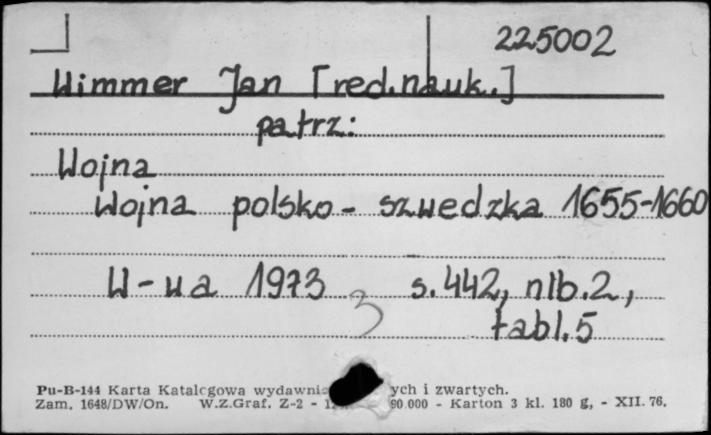 225002
Wimmer Jan [red.nauk.]
patrz:
Wojna
Wojna polsko-szwedzka 1655-1660
W-wa 1973 s.442, nlb.2,
3 tabl.5
Pu-B-144 Karta Katalogowa ych i zwartych.
Zam. 1648/DW/On. W.Z.Graf. Z-2 - 90.000 - Karton 3 kl. 180 g, - XII. 76.